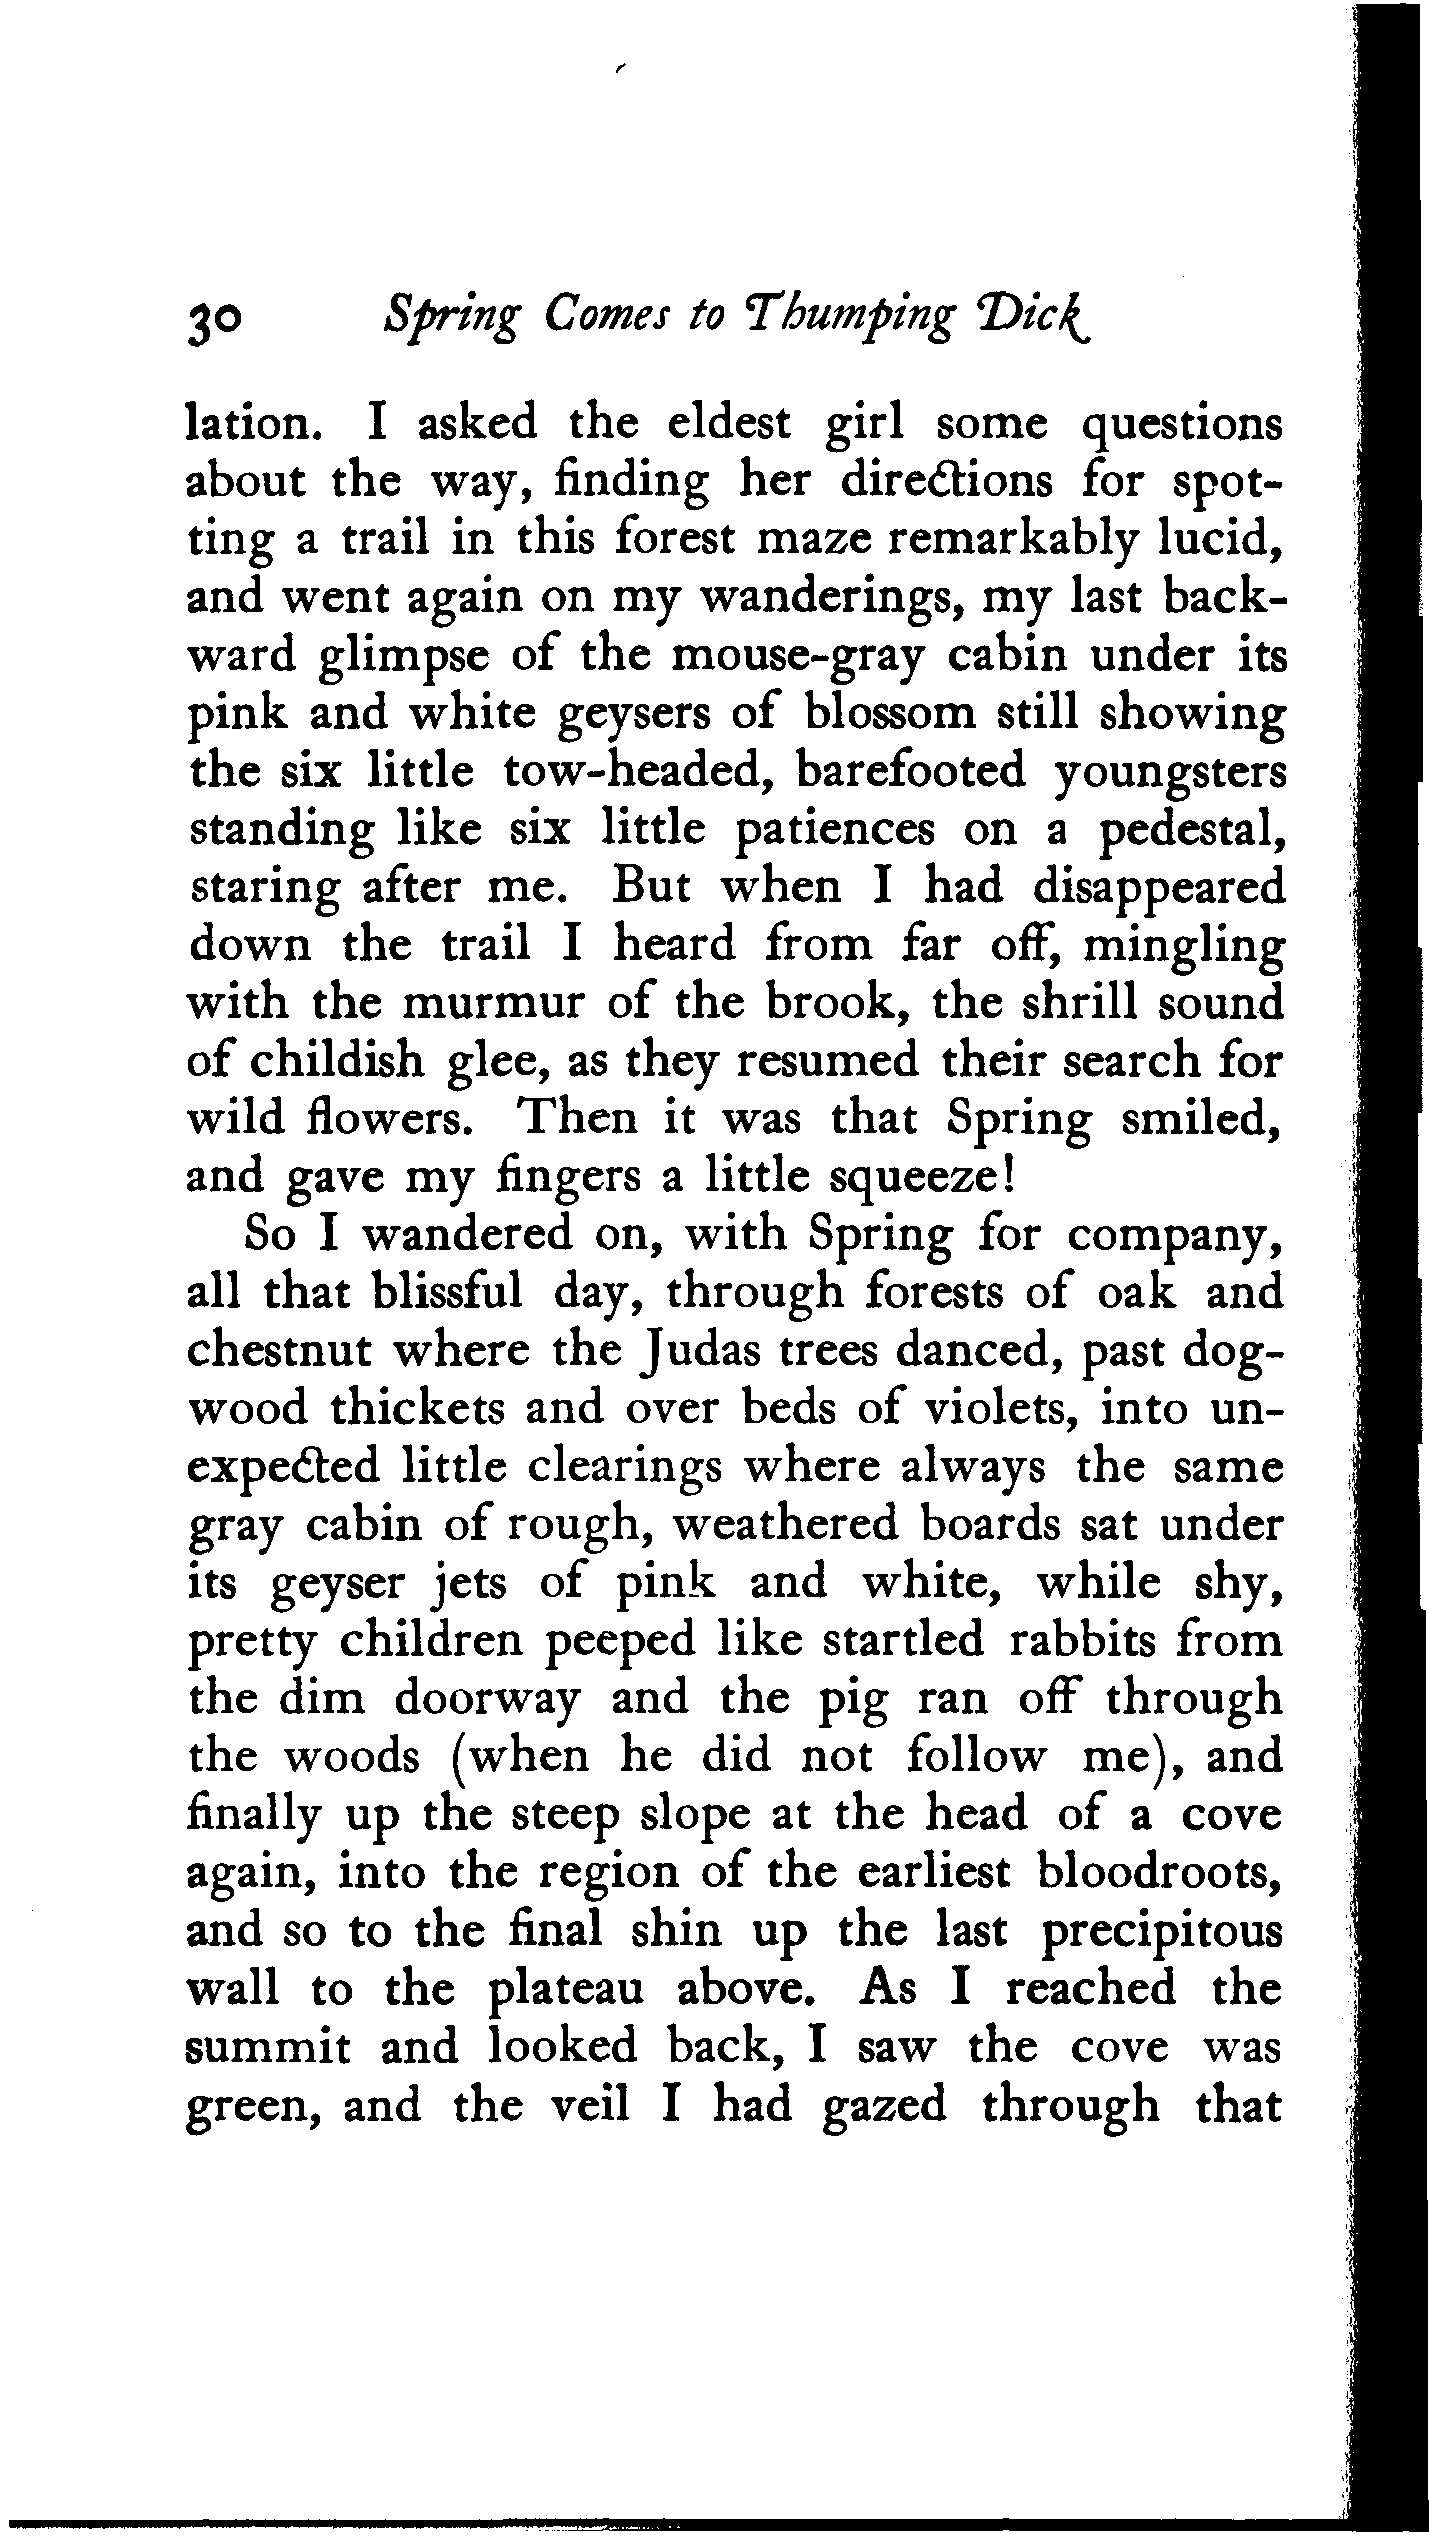 30 Spring Comes to Thumping Dick
lation. I asked the eldest girl some questions
about the way, finding her directions for spot-
ting a trail in this forest maze remarkably lucid,
and went again on my wanderings, my last back-
ward glimpse of the mouse-gray cabin under its
pink and white geysers of blossom still showing
the six little tow-headed, barefooted youngsters
standing like six little patiences on a pedestal,
staring after me. But when I had disappeared
down the trail I heard from far off, mingling
with the murmur of the brook, the shrill sound
of childish glee, as they resumed their search for
wild flowers. Then it was that Spring smiled,
and gave my fingers a little squeeze!
So I wandered on, with Spring for company,
all that blissful day, through forests of oak and
chestnut where the Judas trees danced, past dog-
wood thickets and over beds of violets, into un-
expected little clearings where always the same
gray cabin of rough, weathered boards sat under
its geyser jets of pink and white, while shy,
pretty children peeped like startled rabbits from
the dim doorway and the pig ran off through
the woods (when he did not follow me), and
finally up the steep slope at the head of a cove
again, into the region of the earliest bloodroots,
and so to the final shin up the last precipitous
wall to the plateau above. As I reached the
summit and looked back, I saw the cove was
green, and the veil I had gazed through that